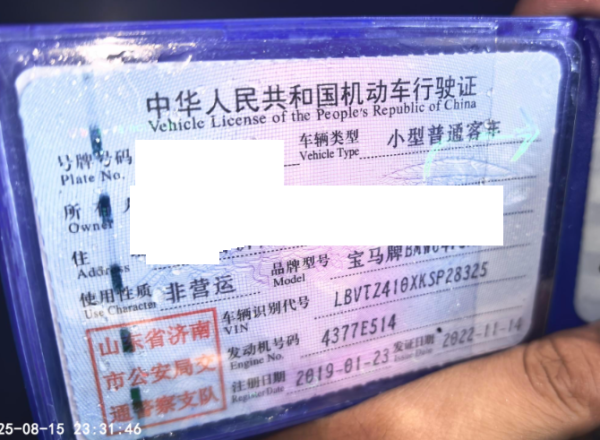 中华人民共和国机动车行驶证
Vehicle License of the People's Republic of China
号牌号码
Plate No.
车辆类型 小型普通客车
Vehicle Type
所
Owner
住
Address
使用性质 非营运
Use Character
品牌型号 宝马牌
Model
车辆识别代号 LBVTZ410XKSP28325
VIN
发动机号码 4377E514
Engine No.
注册日期 2019-01-23
Register Date
发证日期 2022-11-14
Issue Date
山东省济南
市公安局交
通警察支队
25-08-15 23:31:46